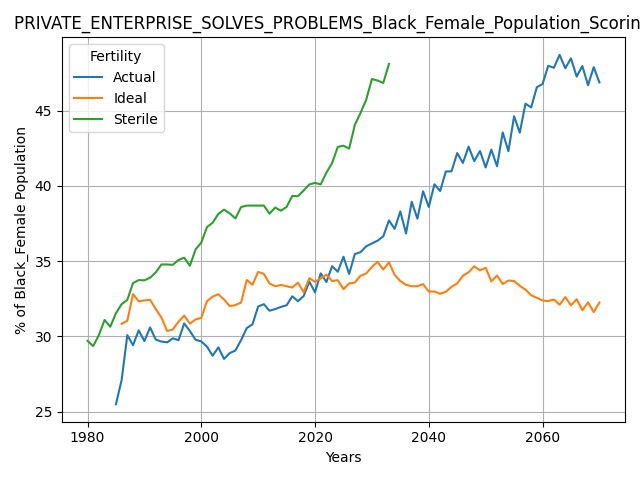 PRIVATE_ENTERPRISE_SOLVES_PROBLEMS_Black_Female_Population_Scorin
Fertility
Actual
Ideal
Sterile
% of Black_Female Population
45
40
35
30
25
1980
2000
2020
2040
2060
Years